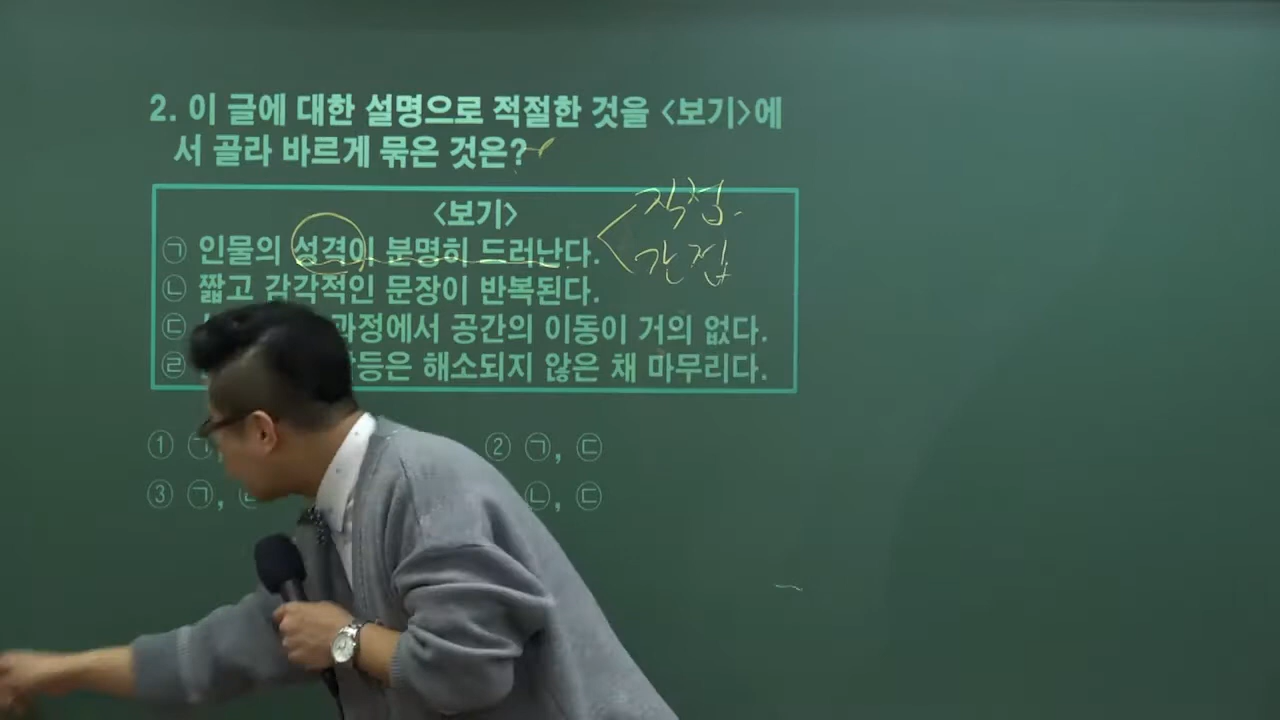 2. 이 글에 대한 설명으로 적절한 것을 <보기>에
서 골라 바르게 묶은 것은?
<보기>
㉠ 인물의 성격이 분명히 드러난다.
직접
간접
㉡ 짧고 감각적인 문장이 반복된다.
㉢ 과정에서 공간의 이동이 거의 없다.
㉣ 해소되지 않은 채 마무리다.
① ㉠
② ㉠, ㉢
③ ㉠,
㉡, ㉢